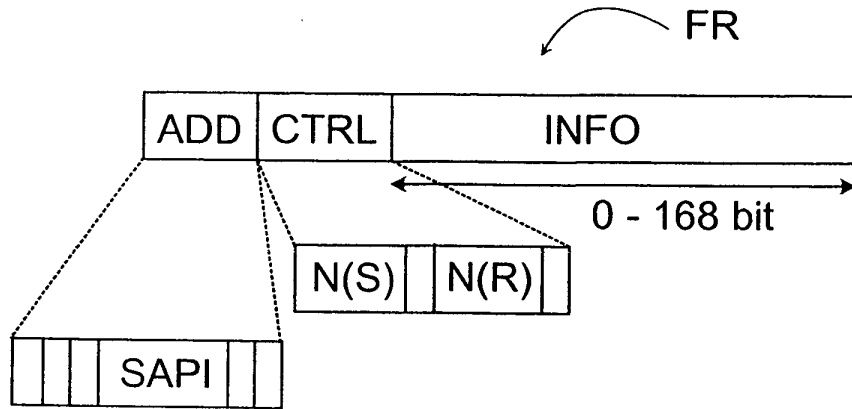 FR
ADD CTRL INFO
0 - 168 bit
N(S) N(R)
SAPI